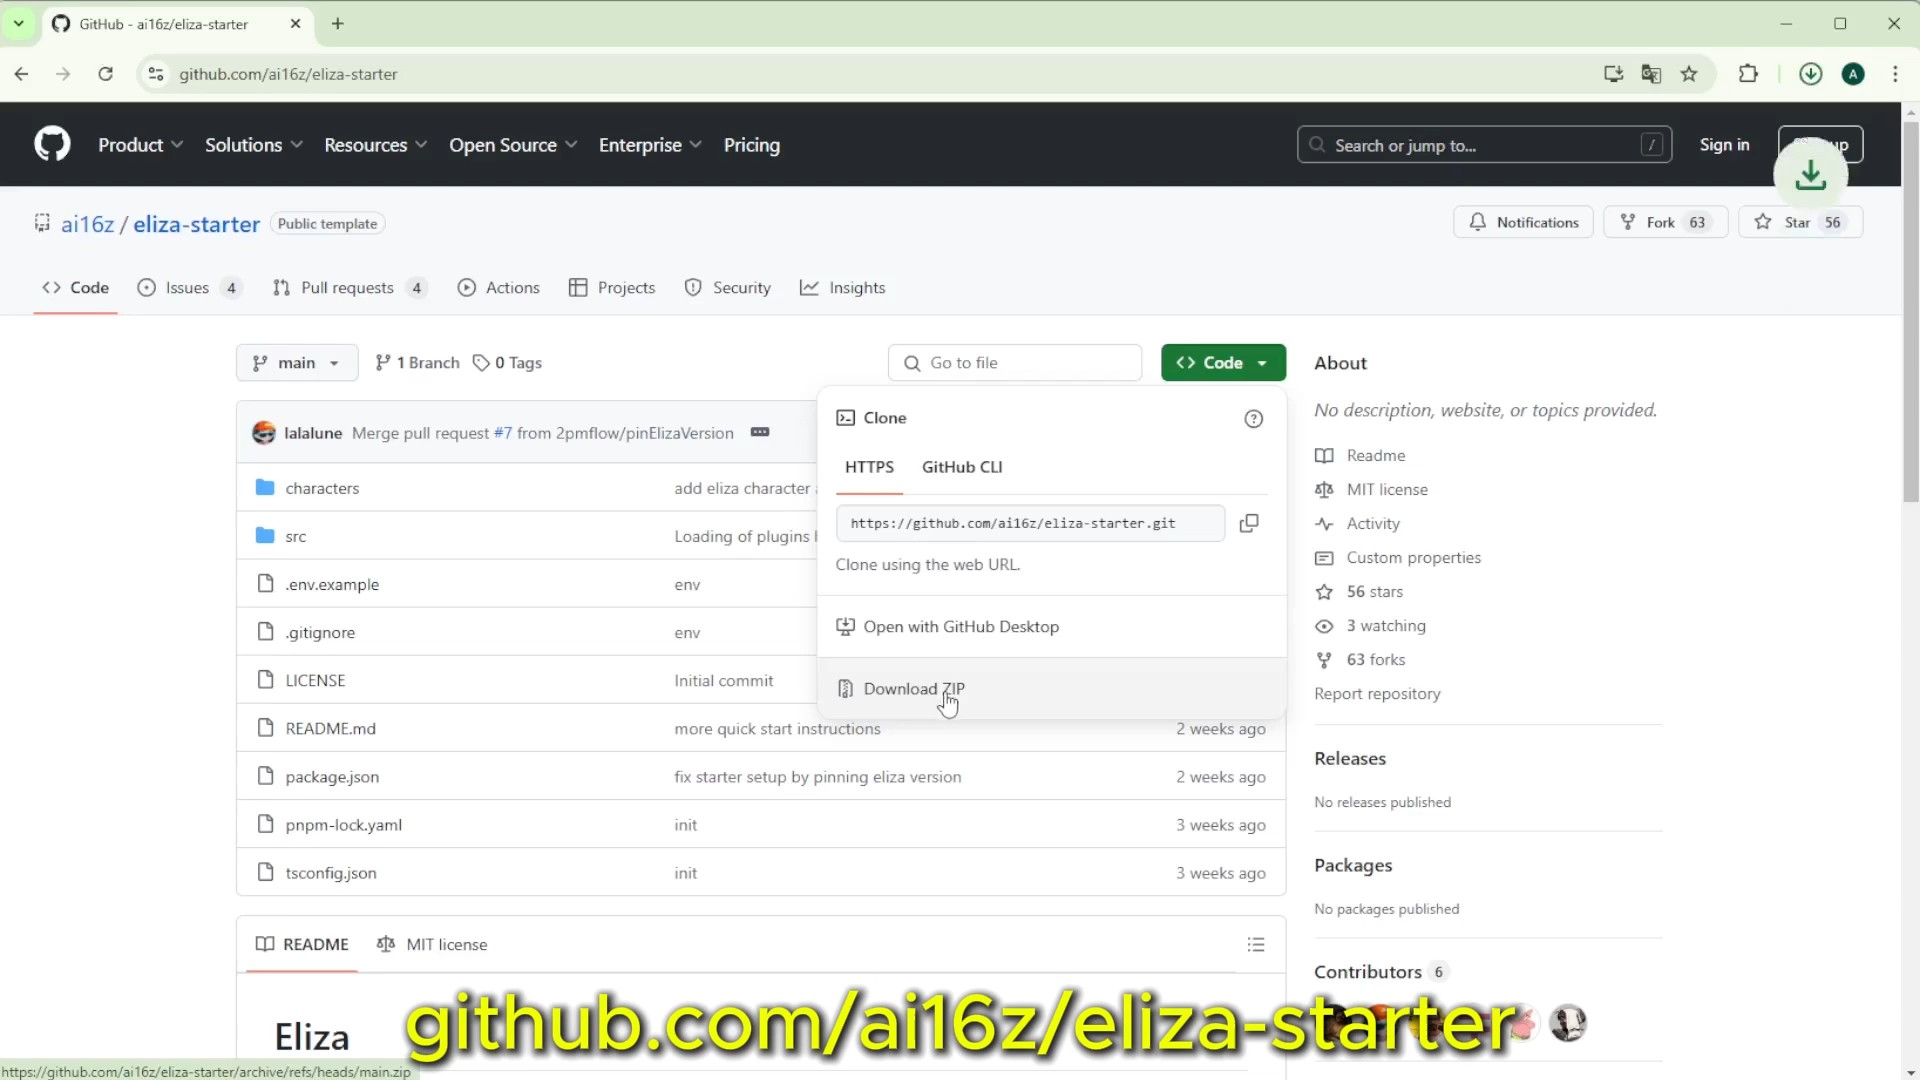 GitHub - ai16z/eliza-starter
github.com/ai16z/eliza-starter
A
Product
Solutions
Resources
Open Source
Enterprise
Pricing
Search or jump to...
/
Sign in
up
ai16z / eliza-starter
Public template
Notifications
Fork 63
Star 56
Code
Issues 4
Pull requests 4
Actions
Projects
Security
Insights
main
1 Branch
0 Tags
Go to file
Code
lalalune Merge pull request #7 from 2pmflow/pinElizaVersion
characters
add eliza character
src
Loading of plugins
.env.example
env
.gitignore
env
LICENSE
Initial commit
README.md
more quick start instructions
2 weeks ago
package.json
fix starter setup by pinning eliza version
2 weeks ago
pnpm-lock.yaml
init
3 weeks ago
tsconfig.json
init
3 weeks ago
Clone
HTTPS
GitHub CLI
https://github.com/ai16z/eliza-starter.git
Clone using the web URL.
Open with GitHub Desktop
Download ZIP
README
MIT license
Eliza
About
No description, website, or topics provided.
Readme
MIT license
Activity
Custom properties
56 stars
3 watching
63 forks
Report repository
Releases
No releases published
Packages
No packages published
Contributors 6
github.com/ai16z/eliza-starter
https://github.com/ai16z/eliza-starter/archive/refs/heads/main.zip